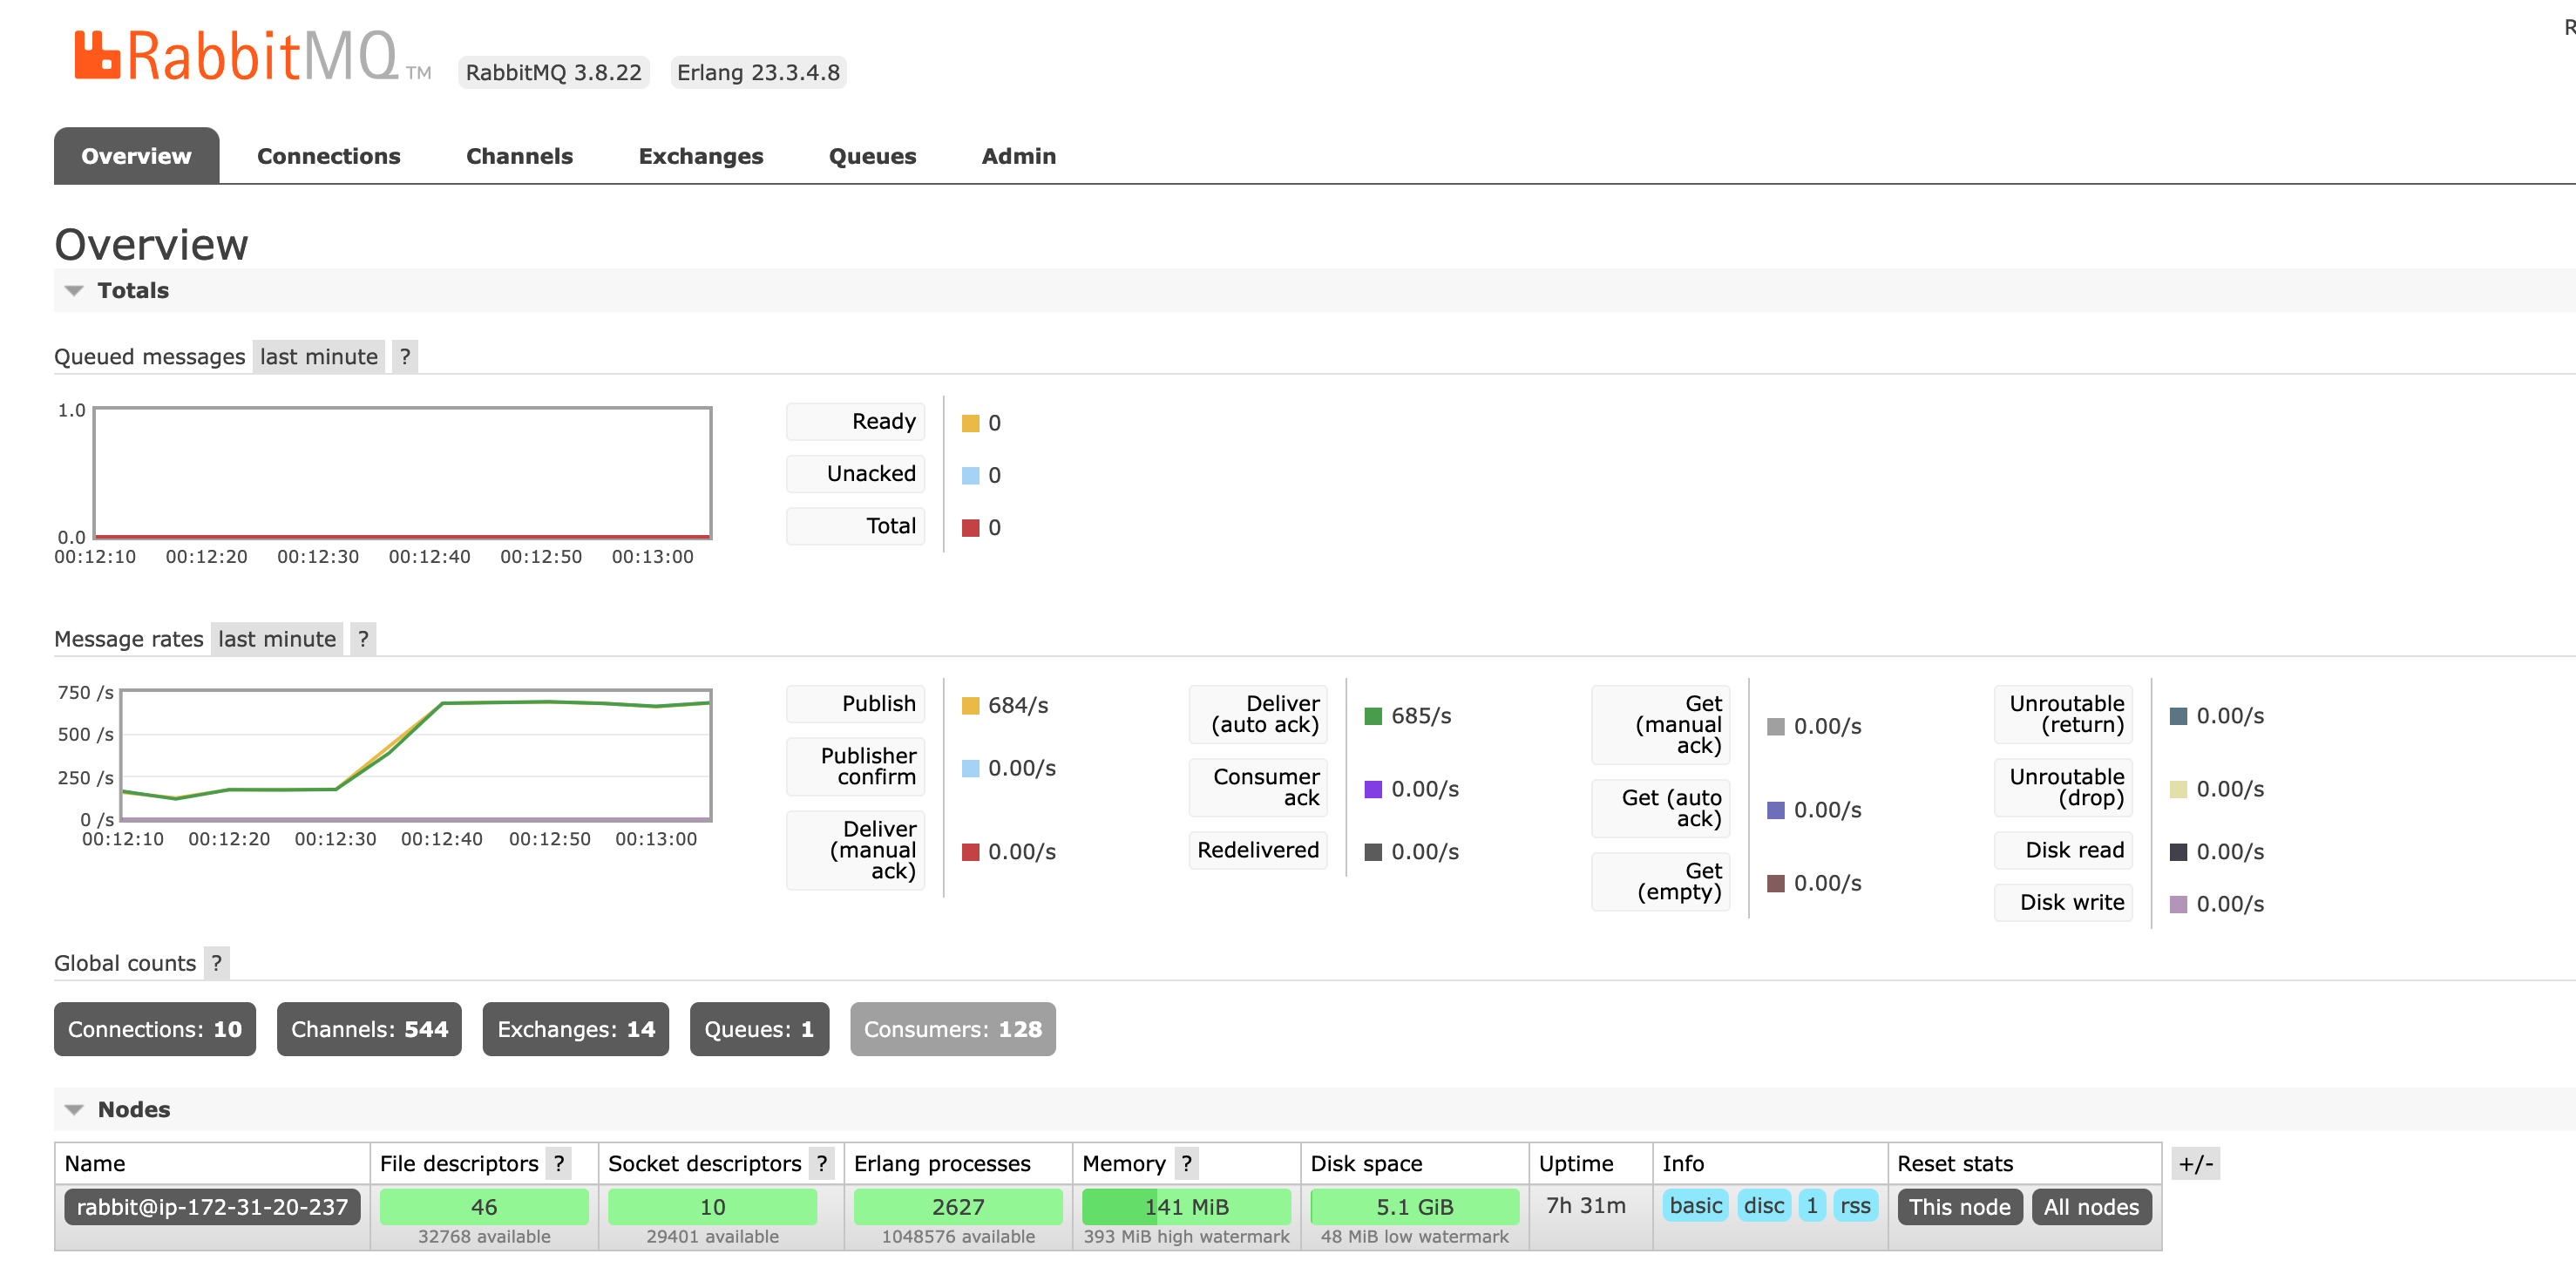 RabbitMQ TM RabbitMQ 3.8.22 Erlang 23.3.4.8
R
Overview Connections Channels Exchanges Queues Admin
Overview
Totals
Queued messages last minute ?
1.0
0.0
00:12:10 00:12:20 00:12:30 00:12:40 00:12:50 00:13:00
Ready 0
Unacked 0
Total 0
Message rates last minute ?
750 /s
500 /s
250 /s
0 /s
00:12:10 00:12:20 00:12:30 00:12:40 00:12:50 00:13:00
Publish 684/s
Publisher
confirm 0.00/s
Deliver
(manual
ack) 0.00/s
Deliver
(auto ack) 685/s
Consumer
ack 0.00/s
Redelivered 0.00/s
Get
(manual
ack) 0.00/s
Get (auto
ack) 0.00/s
Get
(empty) 0.00/s
Unroutable
(return) 0.00/s
Unroutable
(drop) 0.00/s
Disk read 0.00/s
Disk write 0.00/s
Global counts ?
Connections: 10 Channels: 544 Exchanges: 14 Queues: 1 Consumers: 128
Nodes
Name File descriptors ? Socket descriptors ? Erlang processes Memory ? Disk space Uptime Info Reset stats +/-
rabbit@ip-172-31-20-237 46 10 2627 141 MiB 5.1 GiB 7h 31m basic disc 1 rss This node All nodes
32768 available 29401 available 1048576 available 393 MiB high watermark 48 MiB low watermark